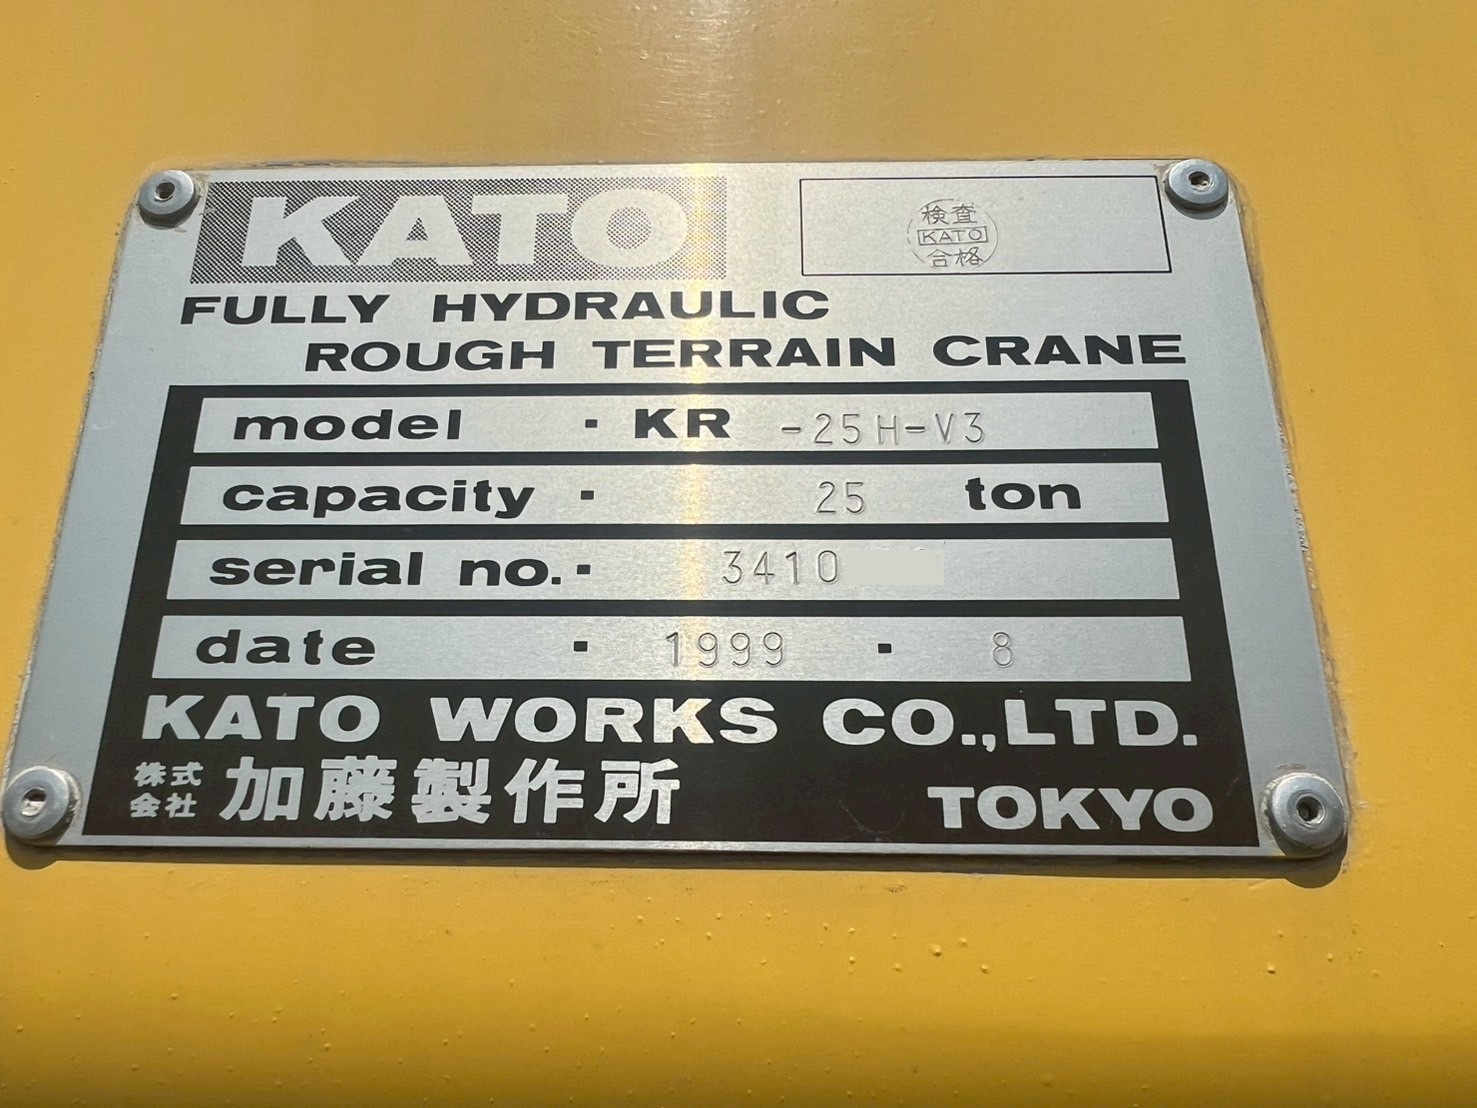 KATO
検査
KATO
合格
FULLY HYDRAULIC
ROUGH TERRAIN CRANE
model · KR -25H-V3
capacity · 25 ton
serial no. · 3410
date · 1999 · 8
KATO WORKS CO.,LTD.
株式会社 加藤製作所 TOKYO